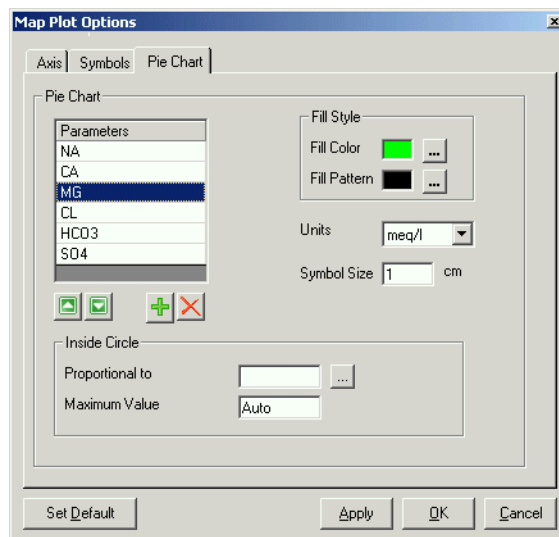 Map Plot Options
Axis Symbols Pie Chart
Pie Chart
Parameters
NA
CA
MG
CL
HCO3
SO4
Fill Style
Fill Color ...
Fill Pattern ...
Units meq/l
Symbol Size 1 cm
Inside Circle
Proportional to ...
Maximum Value Auto
Set Default Apply OK Cancel